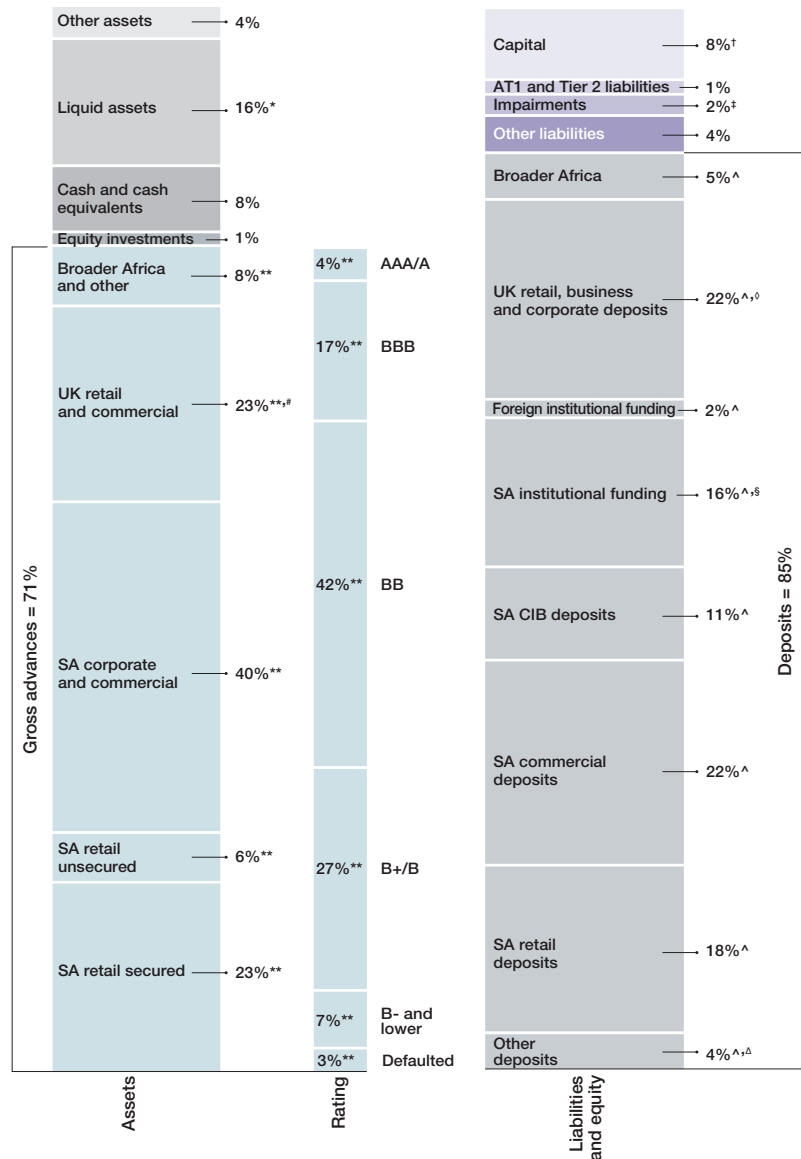 Other assets
4%
Liquid assets
16%*
Cash and cash
equivalents
8%
Equity investments
1%
Broader Africa
and other
8%**
UK retail
and commercial
23%**,#
SA corporate
and commercial
40%**
SA retail
unsecured
6%**
SA retail secured
23%**
Gross advances = 71%
Assets
4%**
AAA/A
17%**
BBB
42%**
BB
27%**
B+/B
7%**
B- and
lower
3%**
Defaulted
Rating
Capital
8%†
AT1 and Tier 2 liabilities
1%
Impairments
2%‡
Other liabilities
4%
Broader Africa
5%^
UK retail, business
and corporate deposits
22%^,◊
Foreign institutional funding
2%^
SA institutional funding
16%^,§
SA CIB deposits
11%^
SA commercial
deposits
22%^
SA retail
deposits
18%^
Other
deposits
4%^,Δ
Deposits = 85%
Liabilities
and equity